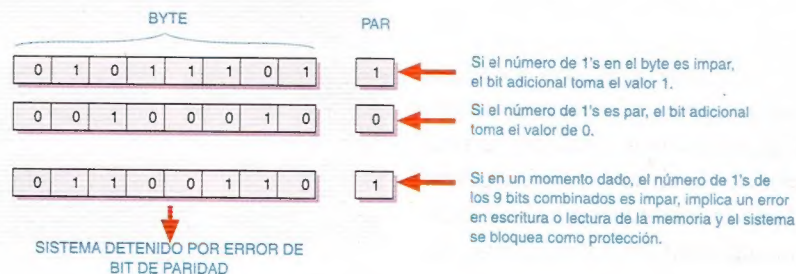 BYTE
PAR
0 1 0 1 1 1 0 1 1
Si el número de 1's en el byte es impar,
el bit adicional toma el valor 1.
0 0 1 0 0 0 1 0 0
Si el número de 1's es par, el bit adicional
toma el valor de 0.
0 1 1 0 0 1 1 0 1
Si en un momento dado, el número de 1's de
los 9 bits combinados es impar, implica un error
en escritura o lectura de la memoria y el sistema
se bloquea como protección.
SISTEMA DETENIDO POR ERROR DE
BIT DE PARIDAD